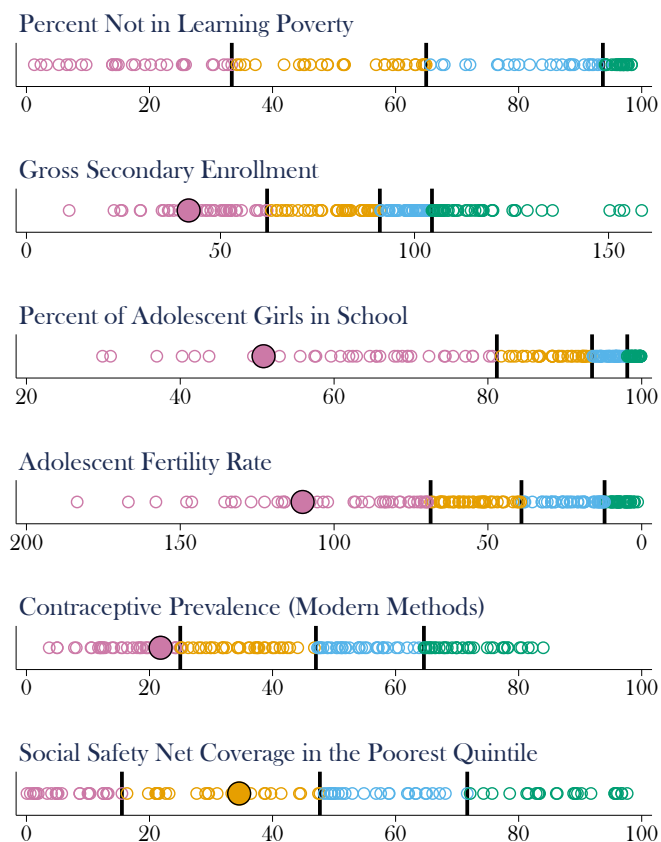 Percent Not in Learning Poverty
0 20 40 60 80 100
Gross Secondary Enrollment
0 50 100 150
Percent of Adolescent Girls in School
20 40 60 80 100
Adolescent Fertility Rate
200 150 100 50 0
Contraceptive Prevalence (Modern Methods)
0 20 40 60 80 100
Social Safety Net Coverage in the Poorest Quintile
0 20 40 60 80 100